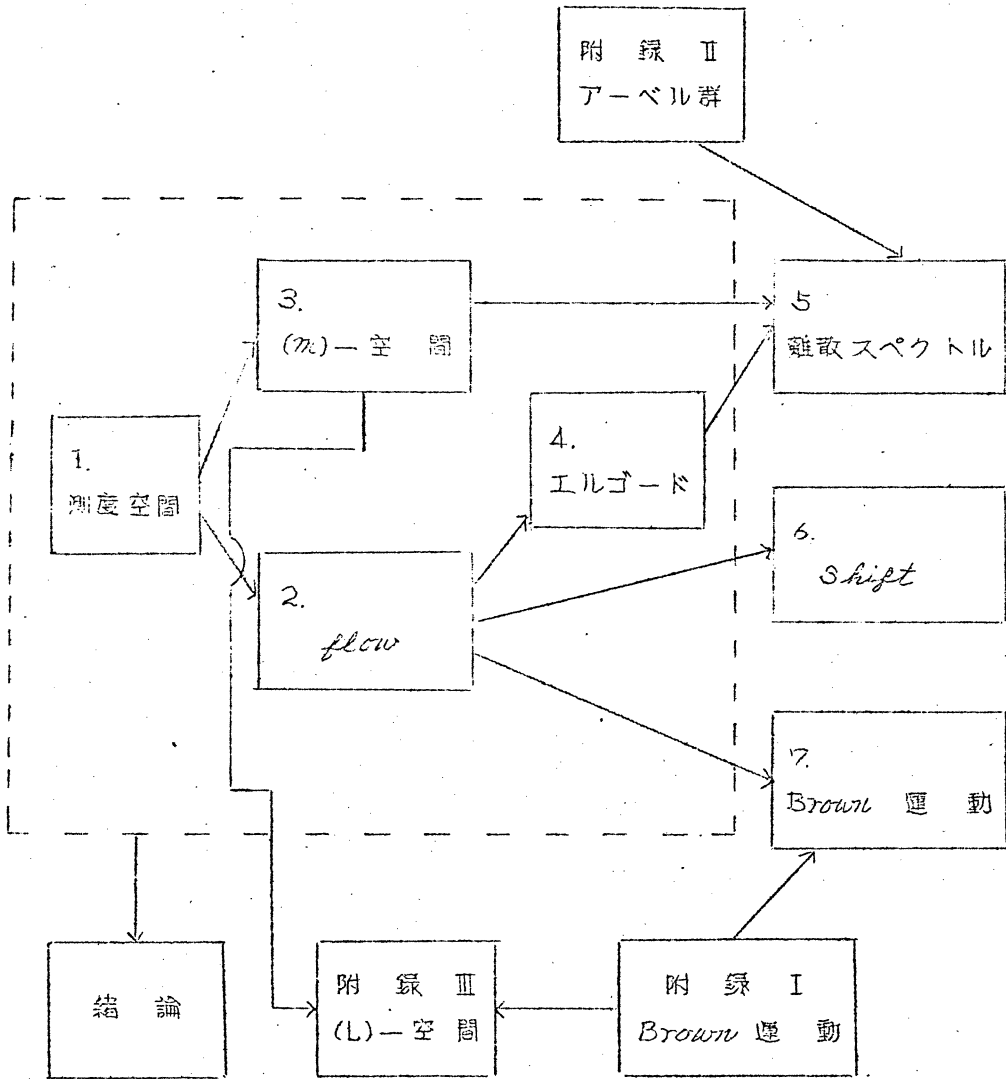 附 録 Ⅱ
アーベル群
3.
(m)－空 間
5
離散スペクトル
1.
測度空間
4.
エルゴード
6.
Shift
2.
flow
7.
Brown 運 動
緒 論
附 録 Ⅲ
(L)－空 間
附 録 Ⅰ
Brown 運 動